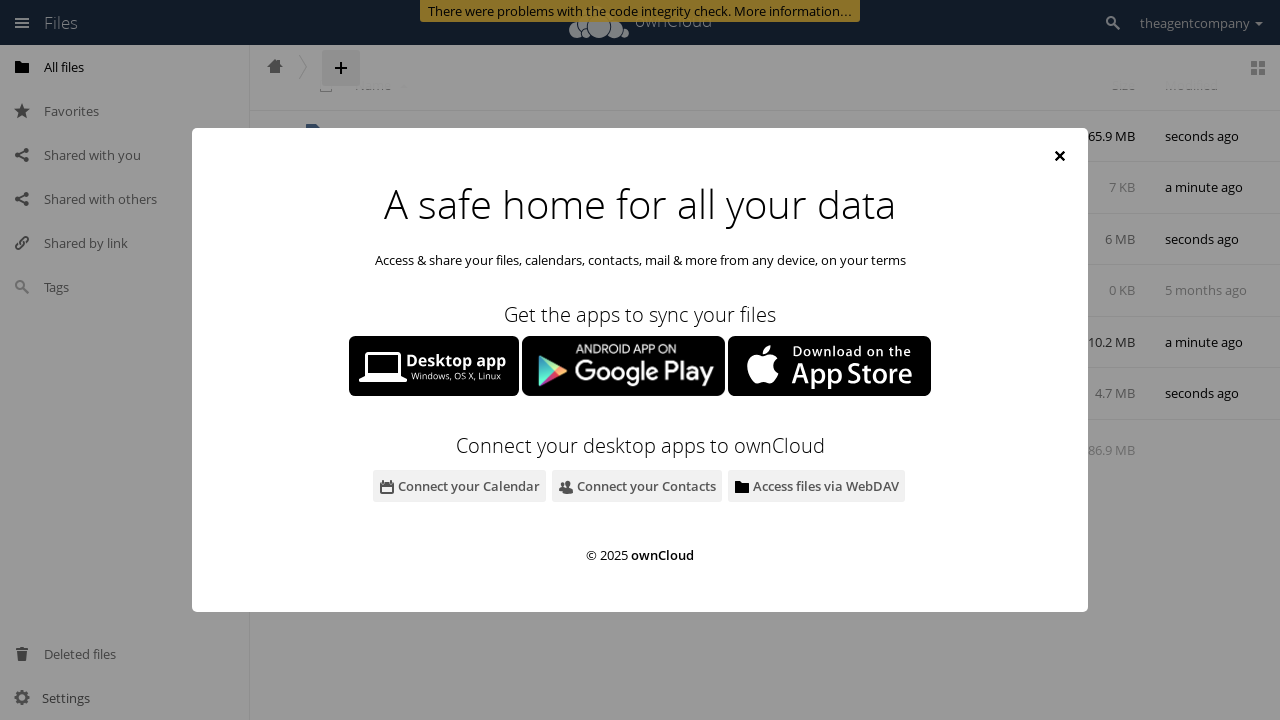 There were problems with the code integrity check. More information…
Files
ownCloud
theagentcompany
All files
Favorites
Shared with you
Shared with others
Shared by link
Tags
Deleted files
Settings
Name
Size
Modified
65.9 MB seconds ago
7 KB a minute ago
6 MB seconds ago
0 KB 5 months ago
10.2 MB a minute ago
4.7 MB seconds ago
86.9 MB
A safe home for all your data
Access & share your files, calendars, contacts, mail & more from any device, on your terms
Get the apps to sync your files
Desktop app
Windows, OS X, Linux
ANDROID APP ON
Google Play
Download on the
App Store
Connect your desktop apps to ownCloud
Connect your Calendar
Connect your Contacts
Access files via WebDAV
© 2025 ownCloud